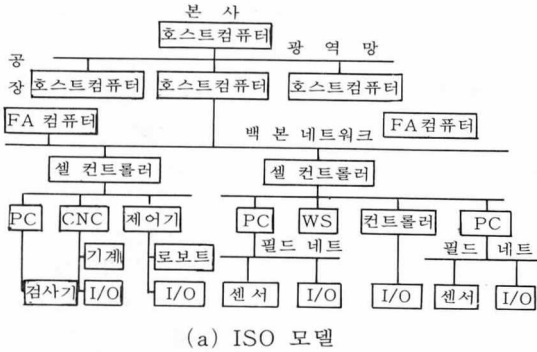 본 사
호스트컴퓨터
공장
광 역 망
호스트컴퓨터 호스트컴퓨터 호스트컴퓨터
FA 컴퓨터
백 본 네트워크
FA컴퓨터
셀 컨트롤러 셀 컨트롤러
PC CNC 제어기 PC WS 컨트롤러 PC
필드 네트 필드 네트
기계 로보트
검사기 I/O I/O 센서 I/O I/O 센서 I/O
(a) ISO 모델